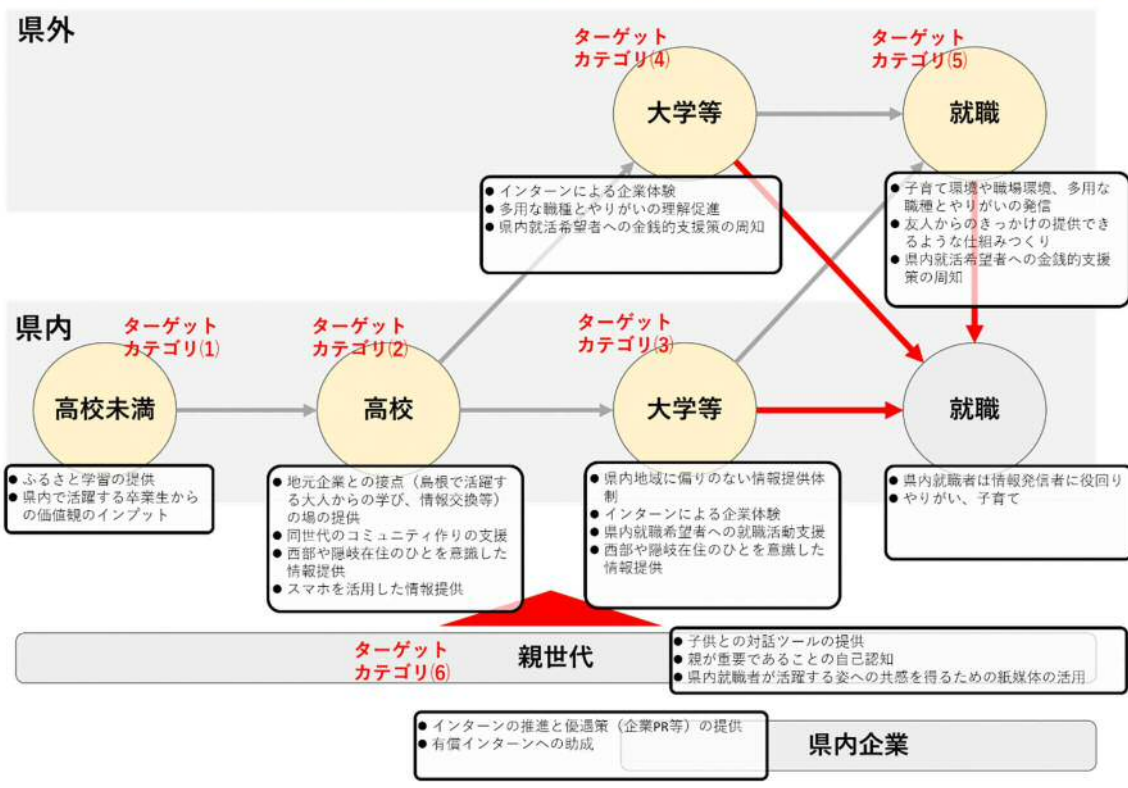 県外
ターゲット
カテゴリ(4)
大学等
ターゲット
カテゴリ(5)
就職
● インターンによる企業体験
● 多用な職種とやりがいの理解促進
● 県内就活希望者への金銭的支援策の周知
● 子育て環境や職場環境、多用な
職種とやりがいの発信
● 友人からのきっかけの提供でき
るような仕組みつくり
● 県内就活希望者への金銭的支援
策の周知
県内
ターゲット
カテゴリ(1)
高校未満
ターゲット
カテゴリ(2)
高校
ターゲット
カテゴリ(3)
大学等
就職
● ふるさと学習の提供
● 県内で活躍する卒業生から
の価値観のインプット
● 地元企業との接点（島根で活躍す
る大人からの学び、情報交換等）
の場の提供
● 同世代のコミュニティ作りの支援
● 西部や隠岐在住のひとを意識した
情報提供
● スマホを活用した情報提供
● 県内地域に偏りのない情報提供体
制
● インターンによる企業体験
● 県内就職希望者への就職活動支援
● 西部や隠岐在住のひとを意識した
情報提供
● 県内就職者は情報発信者に役回り
● やりがい、子育て
ターゲット
カテゴリ(6)
親世代
● 子供との対話ツールの提供
● 親が重要であることの自己認知
● 県内就職者が活躍する姿への共感を得るための紙媒体の活用
● インターンの推進と優遇策（企業PR等）の提供
● 有償インターンへの助成
県内企業